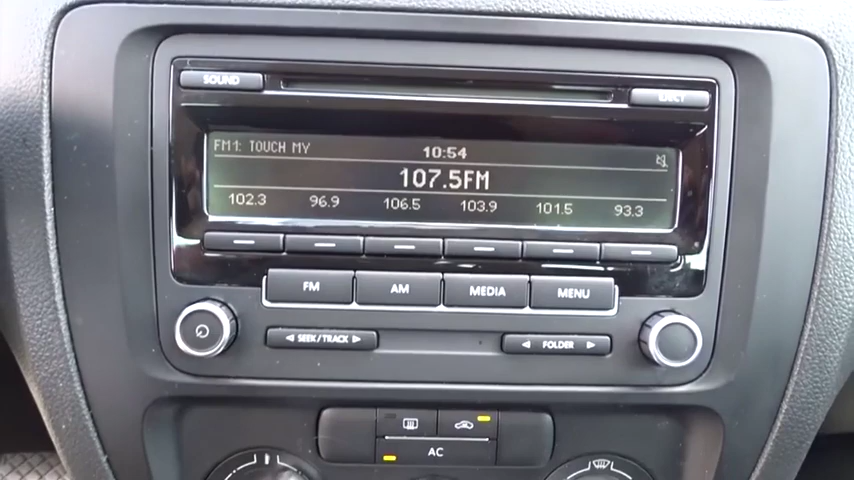 SOUND
EJECT
FM1: TOUCH MY
10:54
107.5FM
102.3 96.9 106.5 103.9 101.5 93.3
FM AM MEDIA MENU
SEEK/TRACK FOLDER
AC